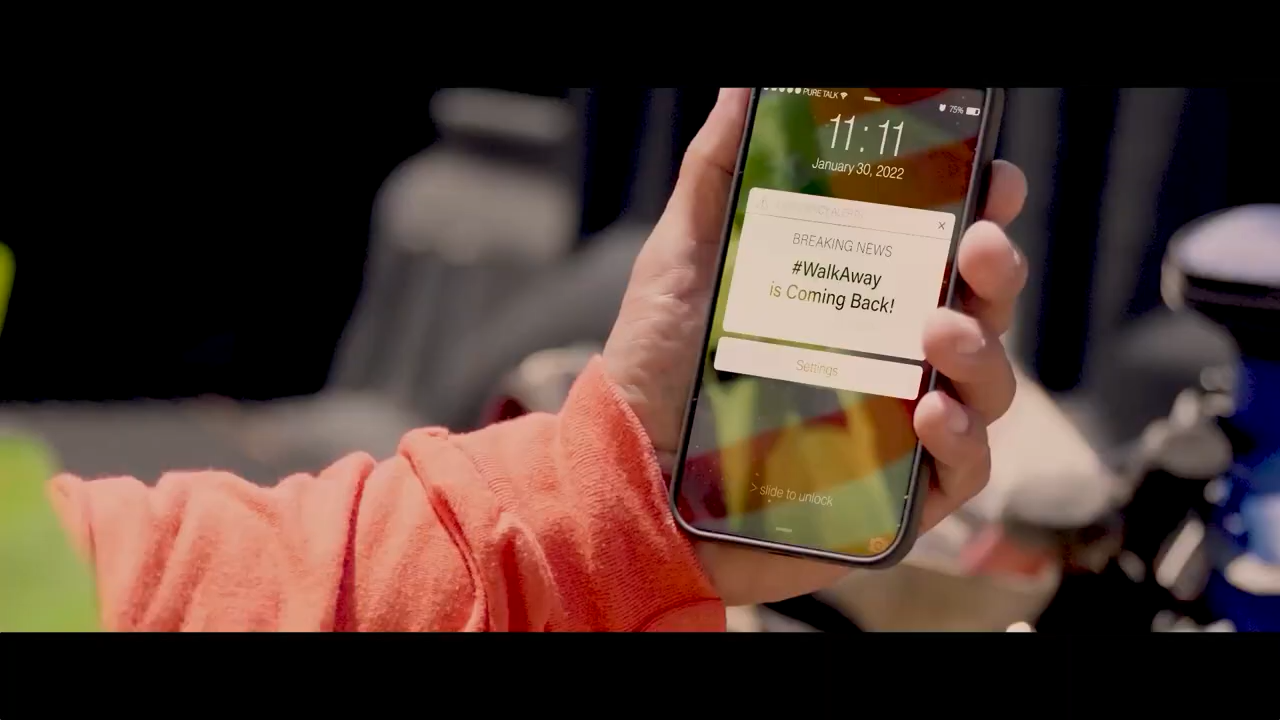 PURE TALK
75%
11:11
January 30, 2022
BREAKING NEWS
#WalkAway
is Coming Back!
Settings
> slide to unlock